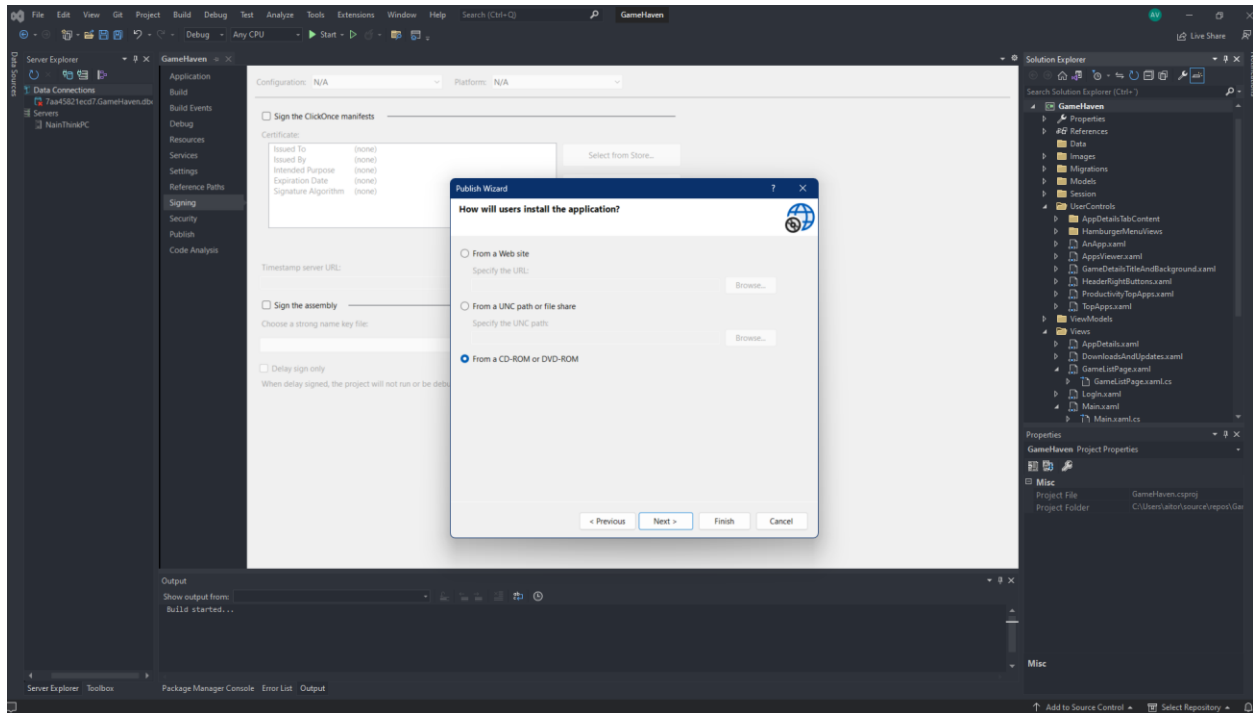 File Edit View Git Project Build Debug Test Analyze Tools Extensions Window Help Search (Ctrl+Q) GameHaven AV
Debug Any CPU Start Live Share
Data Sources
Server Explorer
Data Connections
7aa45821ecd7.GameHaven.dbo
Servers
NainThinkPC
GameHaven
Application
Build
Build Events
Debug
Resources
Services
Settings
Reference Paths
Signing
Security
Publish
Code Analysis
Configuration: N/A Platform: N/A
Sign the ClickOnce manifests
Certificate:
Issued To (none)
Issued By (none)
Intended Purpose (none)
Expiration Date (none)
Signature Algorithm (none)
Select from Store...
Timestamp server URL:
Sign the assembly
Choose a strong name key file:
Delay sign only
When delay signed, the project will not run or be debu
Publish Wizard ?
How will users install the application?
From a Web site
Specify the URL:
Browse...
From a UNC path or file share
Specify the UNC path:
Browse...
From a CD-ROM or DVD-ROM
< Previous Next > Finish Cancel
Output
Show output from:
Build started...
Server Explorer Toolbox
Package Manager Console Error List Output
Solution Explorer
Search Solution Explorer (Ctrl+')
GameHaven
Properties
References
Data
Images
Migrations
Models
Session
UserControls
AppDetailsTabContent
HamburgerMenuViews
AnApp.xaml
AppsViewer.xaml
GameDetailsTitleAndBackground.xaml
HeaderRightButtons.xaml
ProductivityTopApps.xaml
TopApps.xaml
ViewModels
Views
AppDetails.xaml
DownloadsAndUpdates.xaml
GameListPage.xaml
GameListPage.xaml.cs
Login.xaml
Main.xaml
Main.xaml.cs
Properties
GameHaven Project Properties
Misc
Project File GameHaven.csproj
Project Folder C:\Users\aitor\source\repos\Gam
Misc
Add to Source Control Select Repository